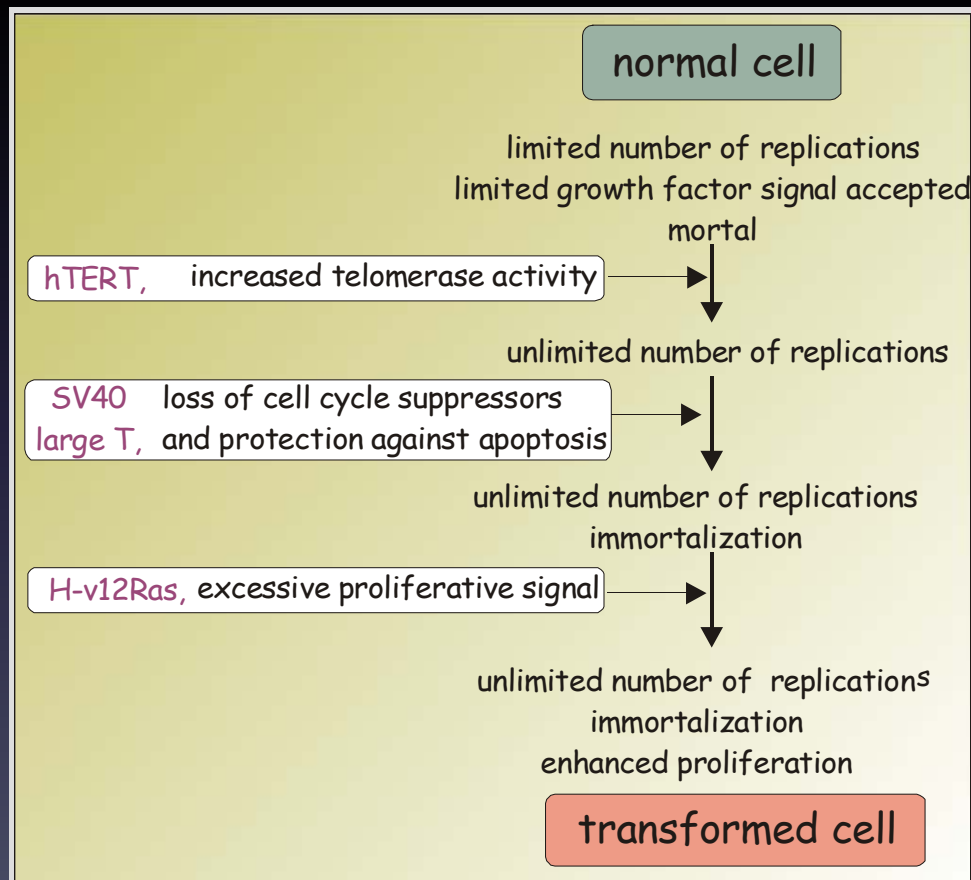 normal cell
limited number of replications
limited growth factor signal accepted
mortal
hTERT, increased telomerase activity
unlimited number of replications
SV40 loss of cell cycle suppressors
large T, and protection against apoptosis
unlimited number of replications
immortalization
H-v12Ras, excessive proliferative signal
unlimited number of replications
immortalization
enhanced proliferation
transformed cell